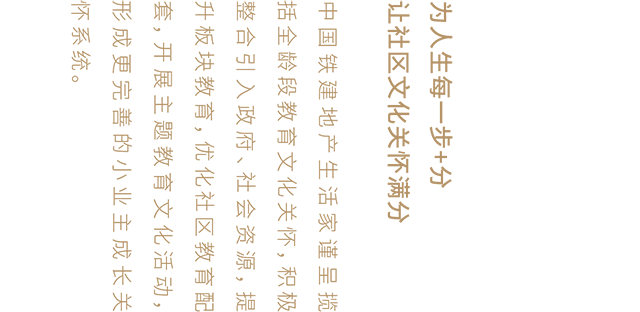 为人生每一步+分
让社区文化关怀满分
中国铁建地产生活家谨呈揽
括全龄段教育文化关怀，积极
整合引入政府、社会资源，提
升板块教育，优化社区教育配
套，开展主题教育文化活动，
形成更完善的小业主成长关
怀系统。